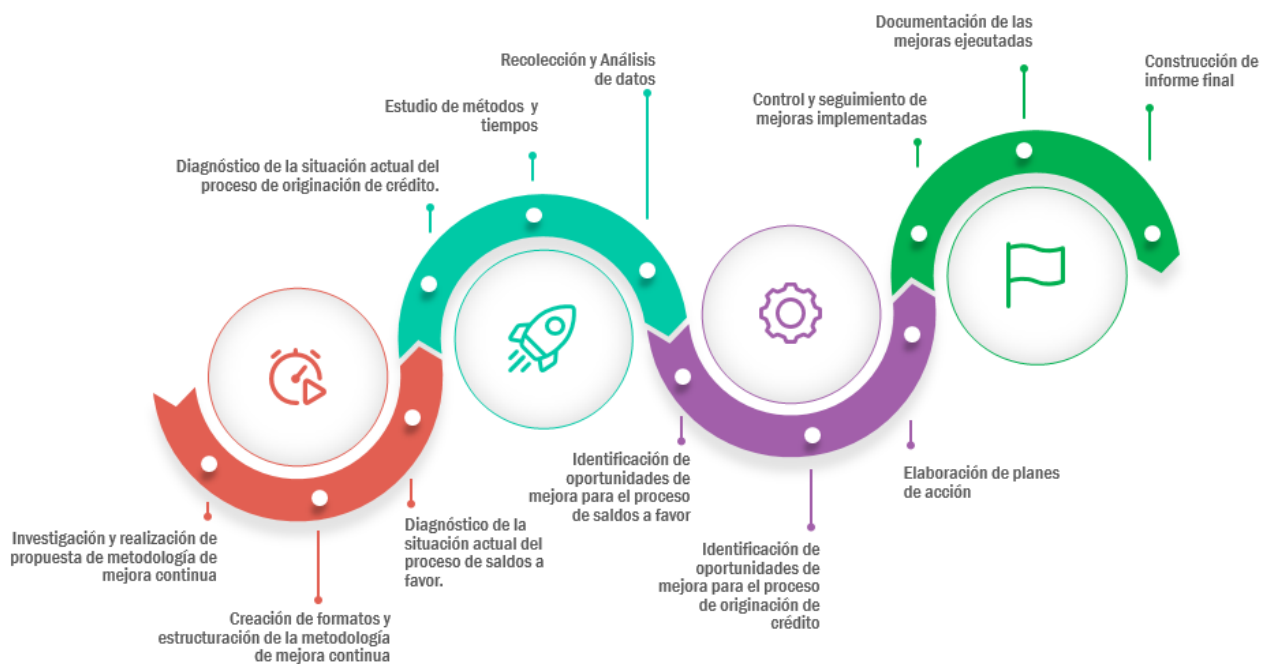 Investigación y realización de
propuesta de metodología de
mejora continua
Creación de formatos y
estructuración de la metodología
de mejora continua
Diagnóstico de la
situación actual del
proceso de saldos a
favor.
Diagnóstico de la situación actual del
proceso de originación de crédito.
Estudio de métodos y
tiempos
Recolección y Análisis
de datos
Identificación de
oportunidades de
mejora para el proceso
de saldos a favor
Identificación de
oportunidades de
mejora para el proceso
de originación de
crédito
Elaboración de planes
de acción
Control y seguimiento de
mejoras implementadas
Documentación de las
mejoras ejecutadas
Construcción de
informe final